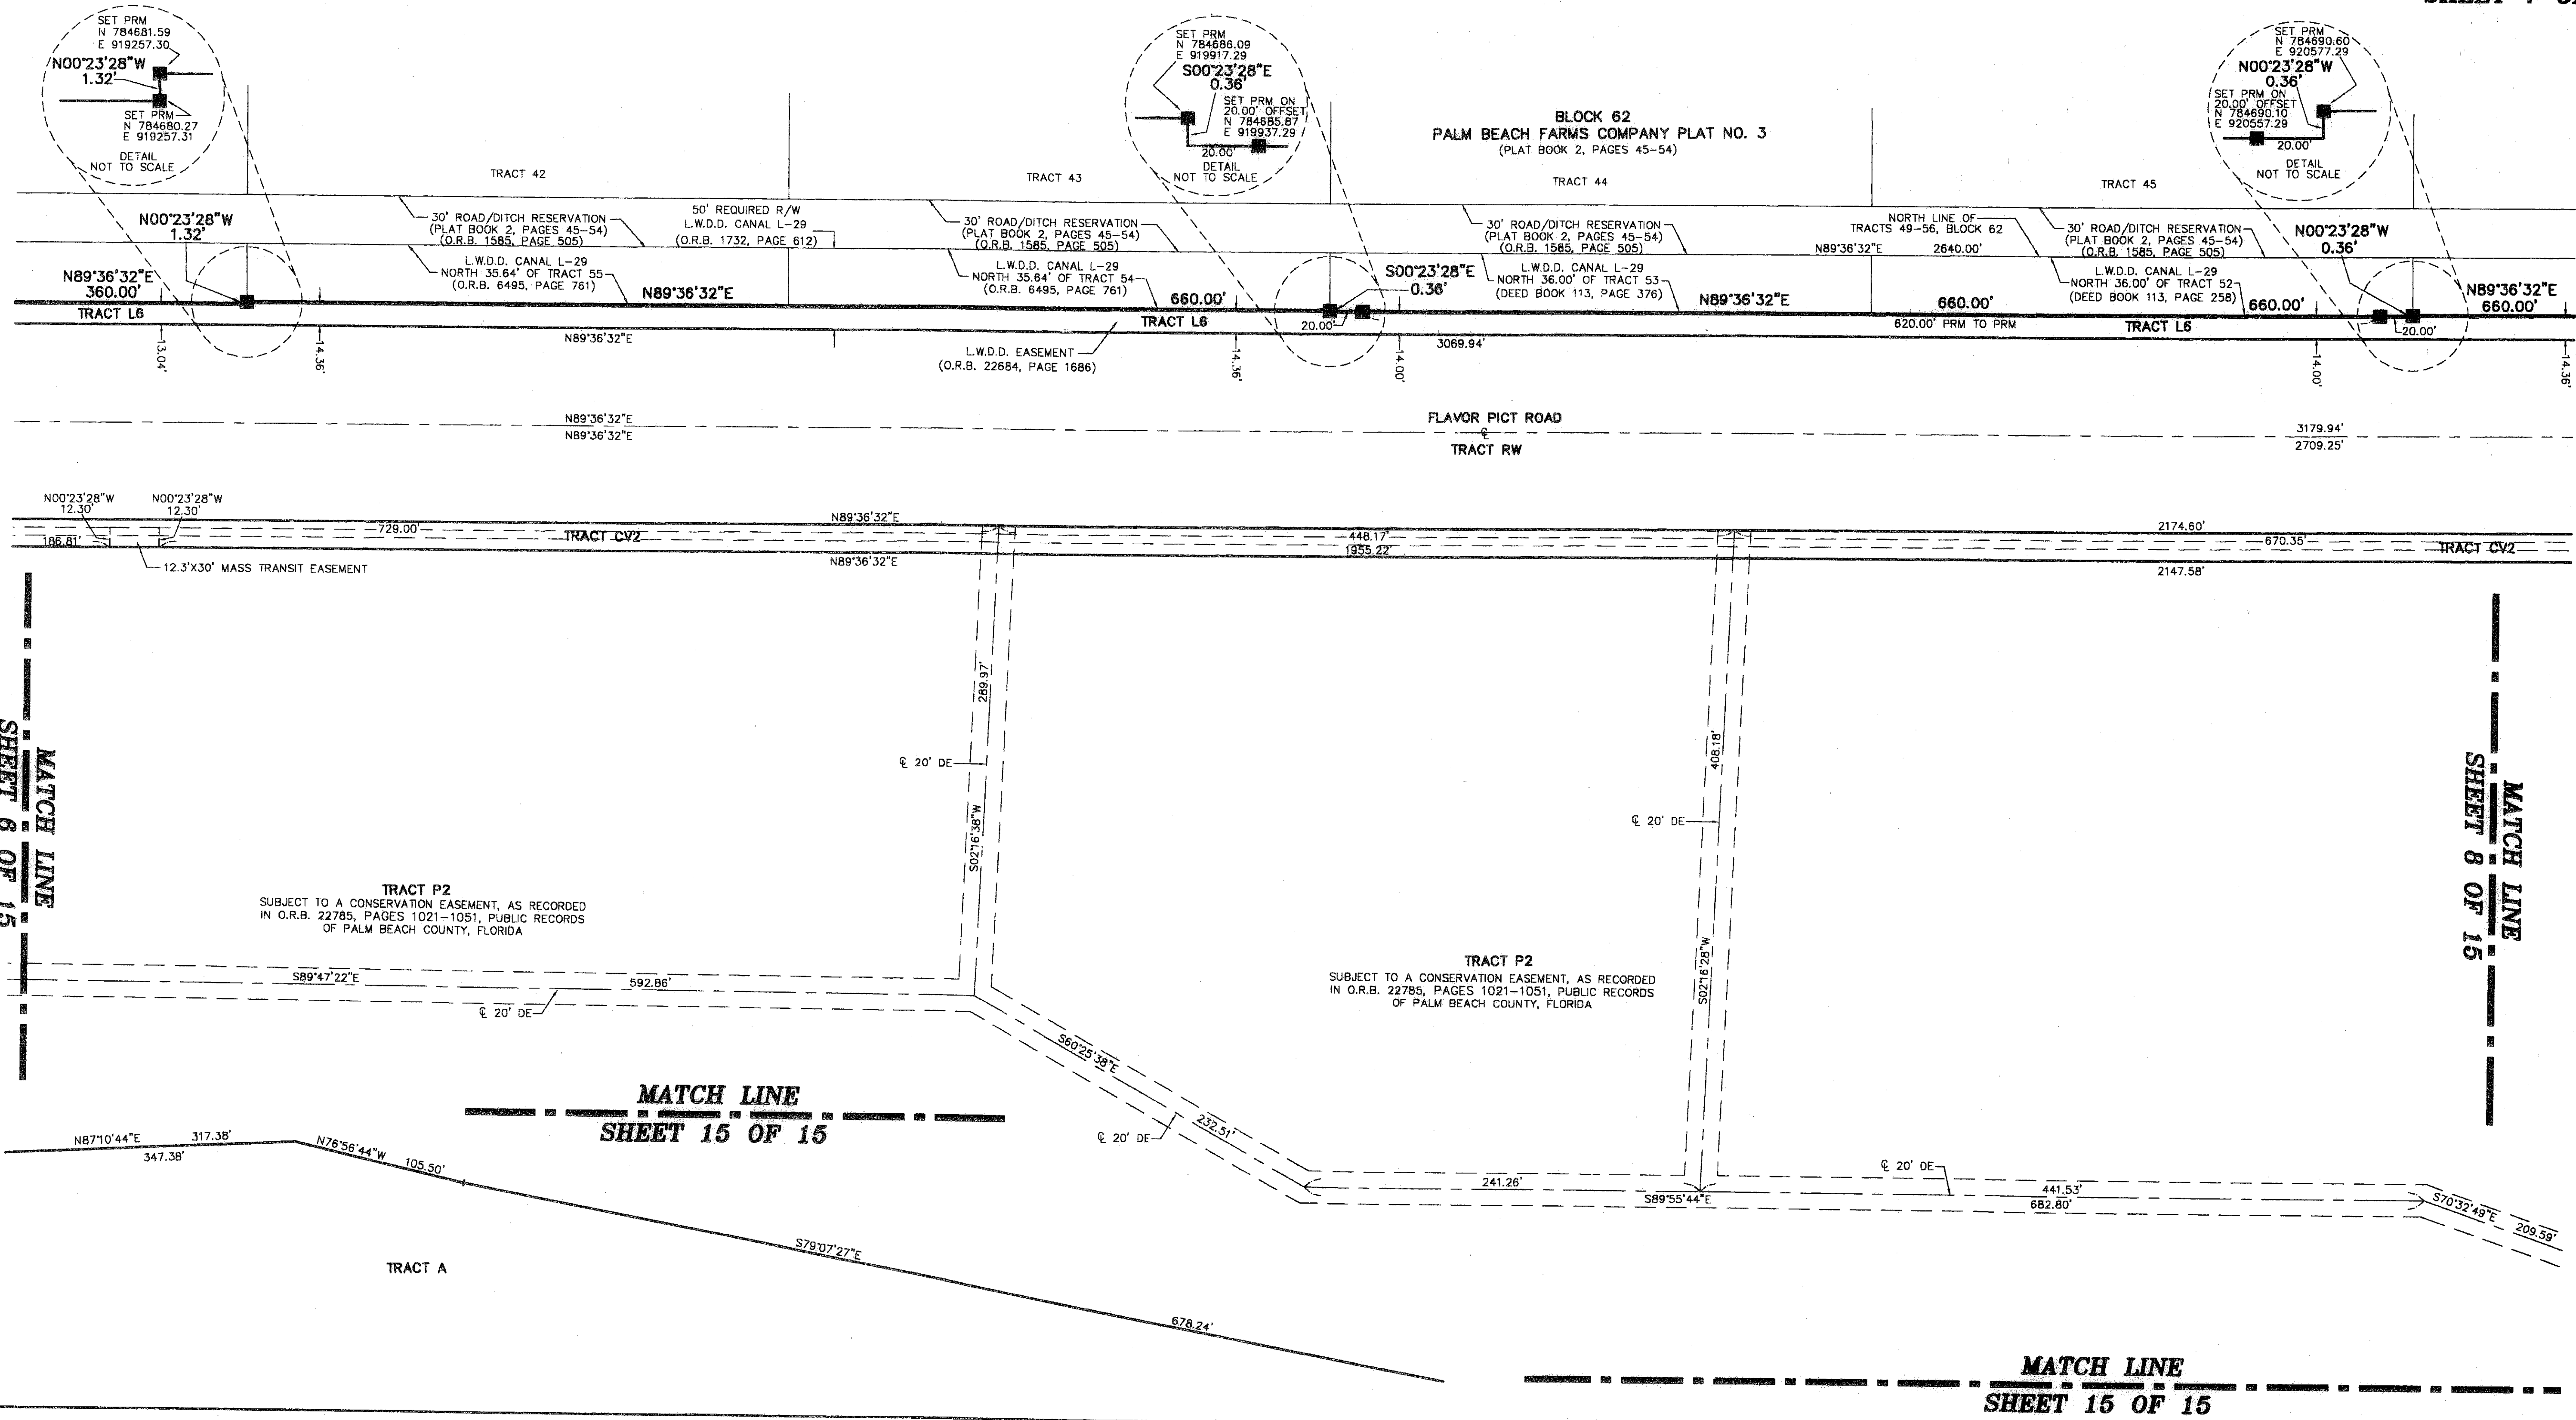 SET PRM
N 784681.59
E 919257.30
N00°23'28"W
1.32'
SET PRM
N 784680.27
E 919257.31
DETAIL
NOT TO SCALE
SET PRM
N 784686.09
E 919917.29
S00°23'28"E
0.36'
SET PRM ON
20.00' OFFSET
N 784685.87
E 919937.29
20.00'
DETAIL
NOT TO SCALE
SET PRM
N 784690.60
E 920577.29
N00°23'28"W
0.36'
SET PRM ON
20.00' OFFSET
N 784690.10
E 920557.29
20.00'
DETAIL
NOT TO SCALE
BLOCK 62
PALM BEACH FARMS COMPANY PLAT NO. 3
(PLAT BOOK 2, PAGES 45-54)
TRACT 42
TRACT 43
TRACT 44
TRACT 45
N00°23'28"W
1.32'
30' ROAD/DITCH RESERVATION
(PLAT BOOK 2, PAGES 45-54)
(O.R.B. 1585, PAGE 505)
50' REQUIRED R/W
L.W.D.D. CANAL L-29
(O.R.B. 1732, PAGE 612)
30' ROAD/DITCH RESERVATION
(PLAT BOOK 2, PAGES 45-54)
(O.R.B. 1585, PAGE 505)
30' ROAD/DITCH RESERVATION
(PLAT BOOK 2, PAGES 45-54)
(O.R.B. 1585, PAGE 505)
NORTH LINE OF
TRACTS 49-56, BLOCK 62
N89°36'32"E 2640.00'
30' ROAD/DITCH RESERVATION
(PLAT BOOK 2, PAGES 45-54)
(O.R.B. 1585, PAGE 505)
N00°23'28"W
0.36'
N89°36'32"E
360.00'
TRACT L6
L.W.D.D. CANAL L-29
NORTH 35.64' OF TRACT 55
(O.R.B. 6495, PAGE 761)
N89°36'32"E
L.W.D.D. CANAL L-29
NORTH 35.64' OF TRACT 54
(O.R.B. 6495, PAGE 761)
660.00'
TRACT L6
S00°23'28"E
0.36'
20.00'
L.W.D.D. CANAL L-29
NORTH 36.00' OF TRACT 53
(DEED BOOK 113, PAGE 376)
N89°36'32"E
660.00'
620.00' PRM TO PRM
L.W.D.D. CANAL L-29
NORTH 36.00' OF TRACT 52
(DEED BOOK 113, PAGE 258)
660.00'
TRACT L6
20.00'
N89°36'32"E
660.00'
13.04'
14.36'
N89°36'32"E
L.W.D.D. EASEMENT
(O.R.B. 22684, PAGE 1686)
14.36'
14.00'
3069.94'
14.00'
14.36'
N89°36'32"E
N89°36'32"E
FLAVOR PICT ROAD
℄
TRACT RW
3179.94'
2709.25'
N00°23'28"W
12.30'
N00°23'28"W
12.30'
186.81'
12.3'X30' MASS TRANSIT EASEMENT
729.00'
TRACT CV2
N89°36'32"E
N89°36'32"E
448.17'
1955.22'
2174.60'
670.35'
TRACT CV2
2147.58'
MATCH LINE
SHEET 6 OF 15
289.97'
℄ 20' DE
S02°16'38"W
408.18'
℄ 20' DE
S02°16'28"W
MATCH LINE
SHEET 8 OF 15
TRACT P2
SUBJECT TO A CONSERVATION EASEMENT, AS RECORDED
IN O.R.B. 22785, PAGES 1021-1051, PUBLIC RECORDS
OF PALM BEACH COUNTY, FLORIDA
TRACT P2
SUBJECT TO A CONSERVATION EASEMENT, AS RECORDED
IN O.R.B. 22785, PAGES 1021-1051, PUBLIC RECORDS
OF PALM BEACH COUNTY, FLORIDA
S89°47'22"E
592.86'
℄ 20' DE
S60°25'38"E
232.51'
℄ 20' DE
241.26'
S89°55'44"E
℄ 20' DE
441.53'
682.80'
S70°32'49"E
209.59'
MATCH LINE
SHEET 15 OF 15
N87°10'44"E
317.38'
347.38'
N76°56'44"W
105.50'
S79°07'27"E
678.24'
TRACT A
MATCH LINE
SHEET 15 OF 15